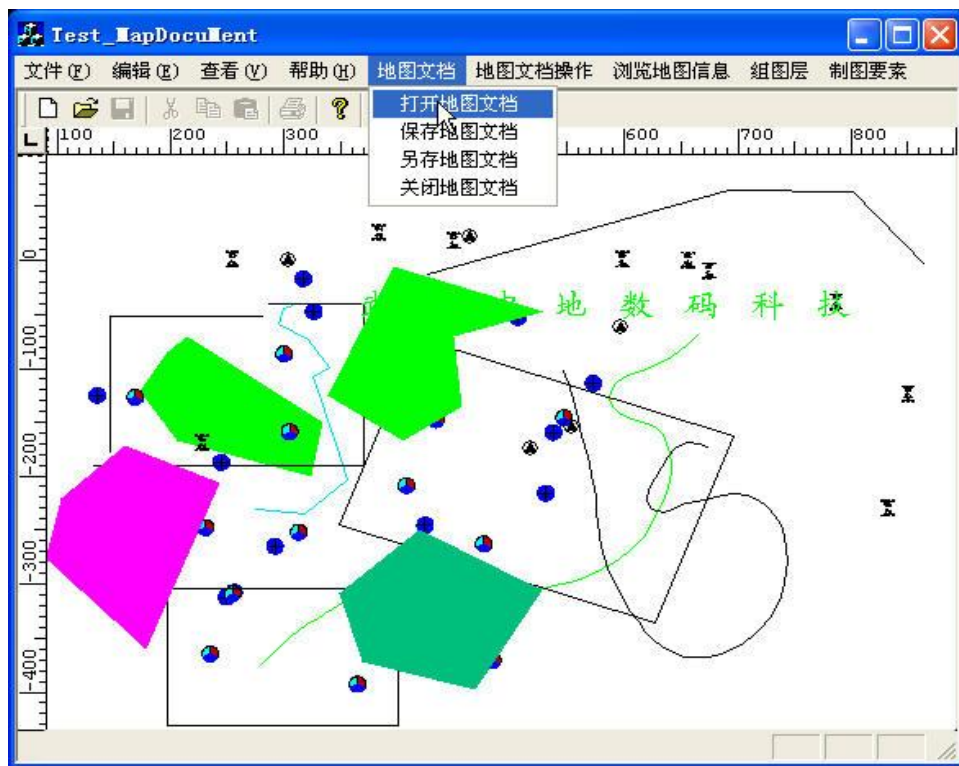 Test_MapDocuMent
文件(F) 编辑(E) 查看(V) 帮助(H) 地图文档 地图文档操作 浏览地图信息 组图层 制图要素
打开地图文档
保存地图文档
另存地图文档
关闭地图文档
L 100 200 300 600 700 800
0
-100
-200
-300
-400
地数码科技